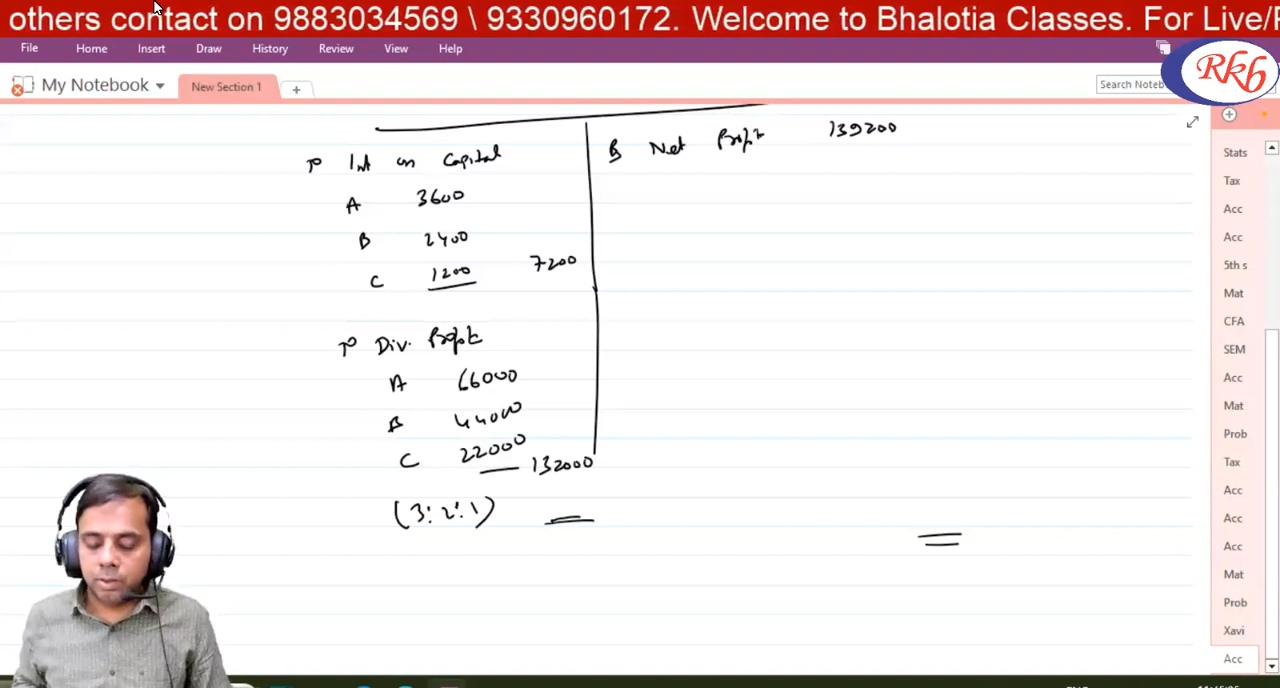 others contact on 9883034569 \ 9330960172. Welcome to Bhalotia Classes. For Live/
File Home Insert Draw History Review View Help
Rkb
My Notebook New Section 1 + Search Noteb
To Int on Capital
By Net Profit 139200
A 3600
B 2400
C 1200 7200
To Div. Profit
A 66000
B 44000
C 22000 132000
(3:2:1)
Stats
Tax
Acc
Acc
5th s
Mat
CFA
SEM
Acc
Mat
Prob
Tax
Acc
Acc
Acc
Mat
Prob
Xavi
Acc